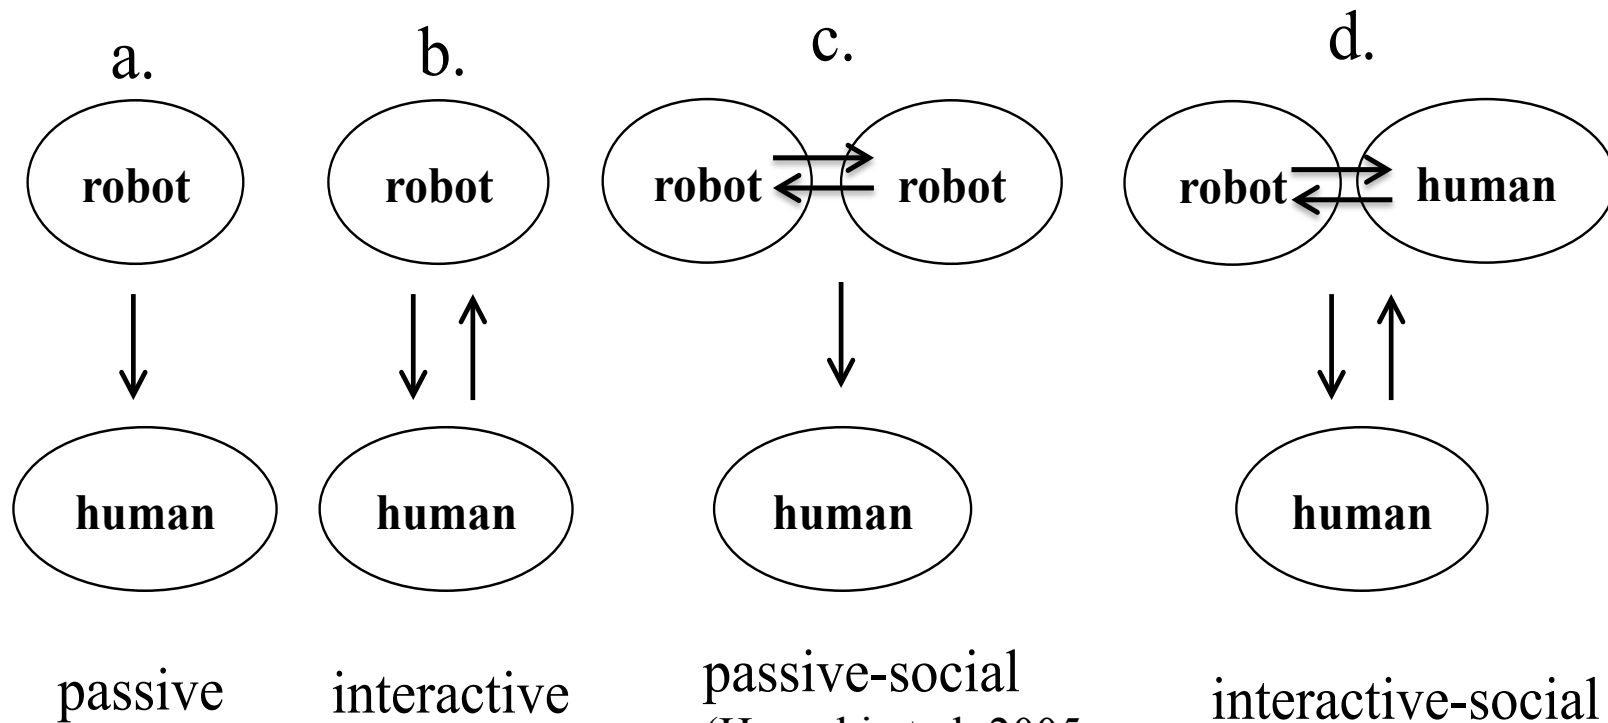 a.
b.
c.
d.
robot
robot
robot
robot
robot
human
human
human
human
human
passive
interactive
passive-social
interactive-social